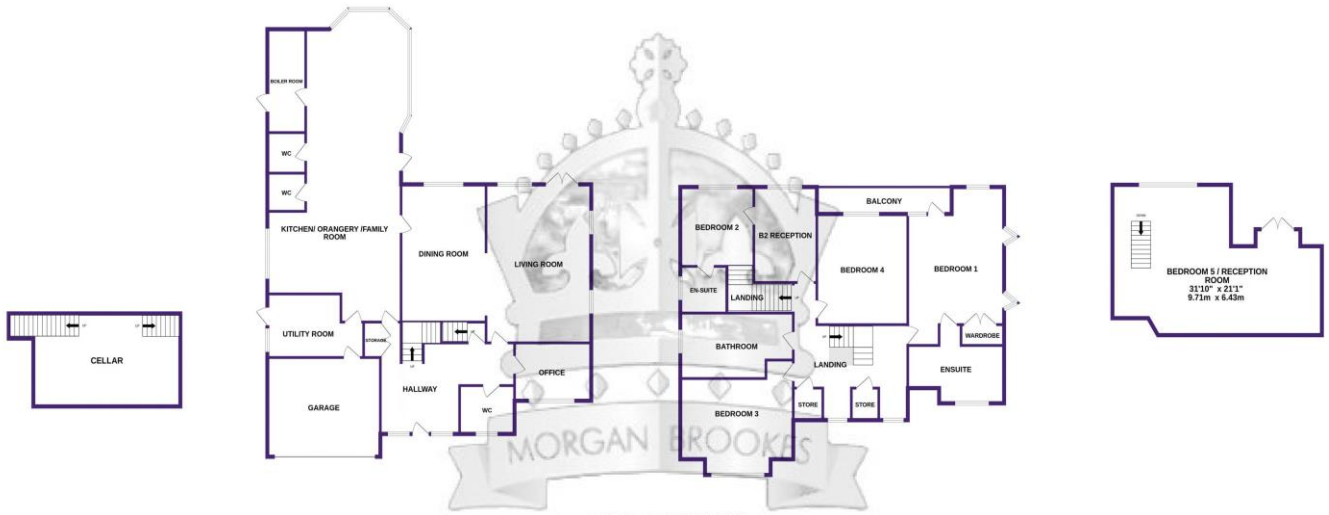 CELLAR
BOILER ROOM
WC
WC
KITCHEN/ ORANGERY /FAMILY
ROOM
DINING ROOM
LIVING ROOM
UTILITY ROOM
STORAGE
UP
HALLWAY
OFFICE
GARAGE
WC
BEDROOM 2
B2 RECEPTION
BALCONY
BEDROOM 4
BEDROOM 1
EN-SUITE
LANDING
BATHROOM
WARDROBE
LANDING
ENSUITE
STORE
STORE
BEDROOM 3
BEDROOM 5 / RECEPTION
ROOM
31'10" x 21'1"
9.71m x 6.43m
MORGAN BROOKES